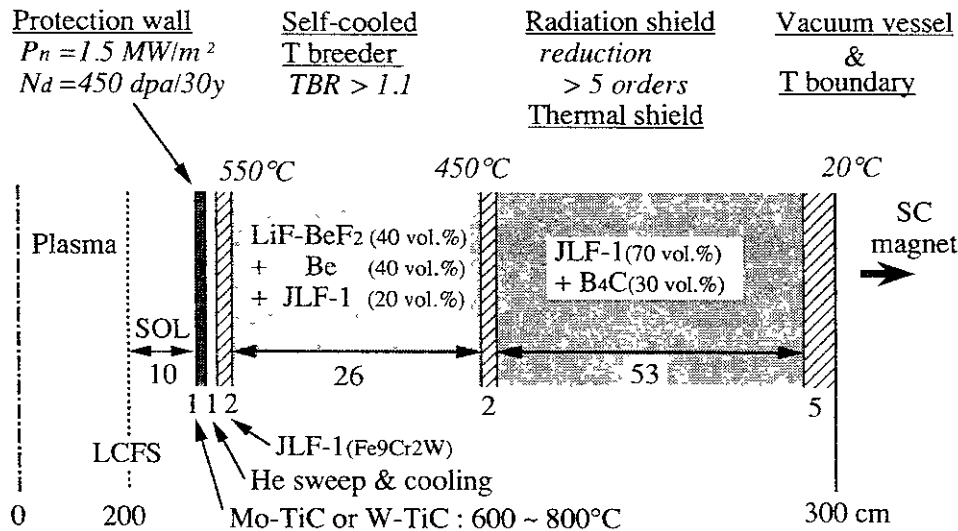 Protection wall
Pn =1.5 MW/m²
Nd =450 dpa/30y
Self-cooled
T breeder
TBR > 1.1
Radiation shield
reduction
> 5 orders
Thermal shield
Vacuum vessel
&
T boundary
550°C
450°C
20°C
Plasma
LiF-BeF2 (40 vol.%)
+ Be (40 vol.%)
+ JLF-1 (20 vol.%)
JLF-1(70 vol.%)
+ B4C(30 vol.%)
SC
magnet
SOL
10
26
53
1 1 2
2
5
JLF-1(Fe9Cr2W)
LCFS
He sweep & cooling
0
200
Mo-TiC or W-TiC : 600 ~ 800°C
300 cm